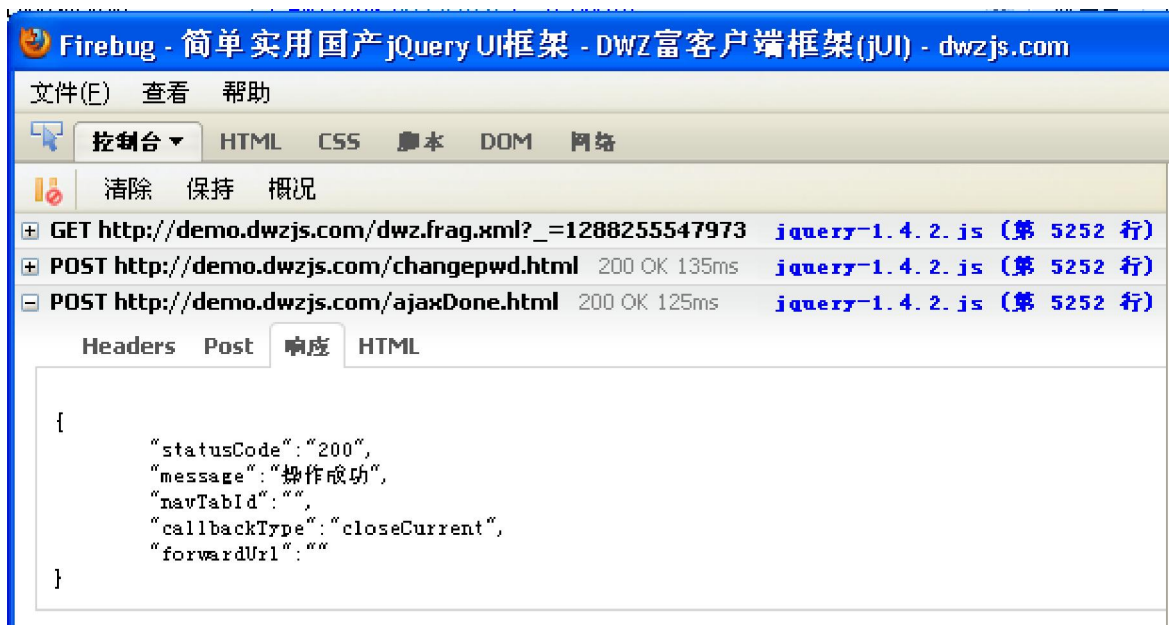 Firebug - 简单实用国产jQuery UI框架 - DWZ富客户端框架(jUI) - dwzjs.com
文件(F) 查看 帮助
控制台 HTML CSS 脚本 DOM 网络
清除 保持 概况
GET http://demo.dwzjs.com/dwz.frag.xml?_=1288255547973 jquery-1.4.2.js (第 5252 行)
POST http://demo.dwzjs.com/changepwd.html 200 OK 135ms jquery-1.4.2.js (第 5252 行)
POST http://demo.dwzjs.com/ajaxDone.html 200 OK 125ms jquery-1.4.2.js (第 5252 行)
Headers Post 响应 HTML
{
"statusCode":"200",
"message":"操作成功",
"navTabId":"",
"callbackType":"closeCurrent",
"forwardUrl":""
}